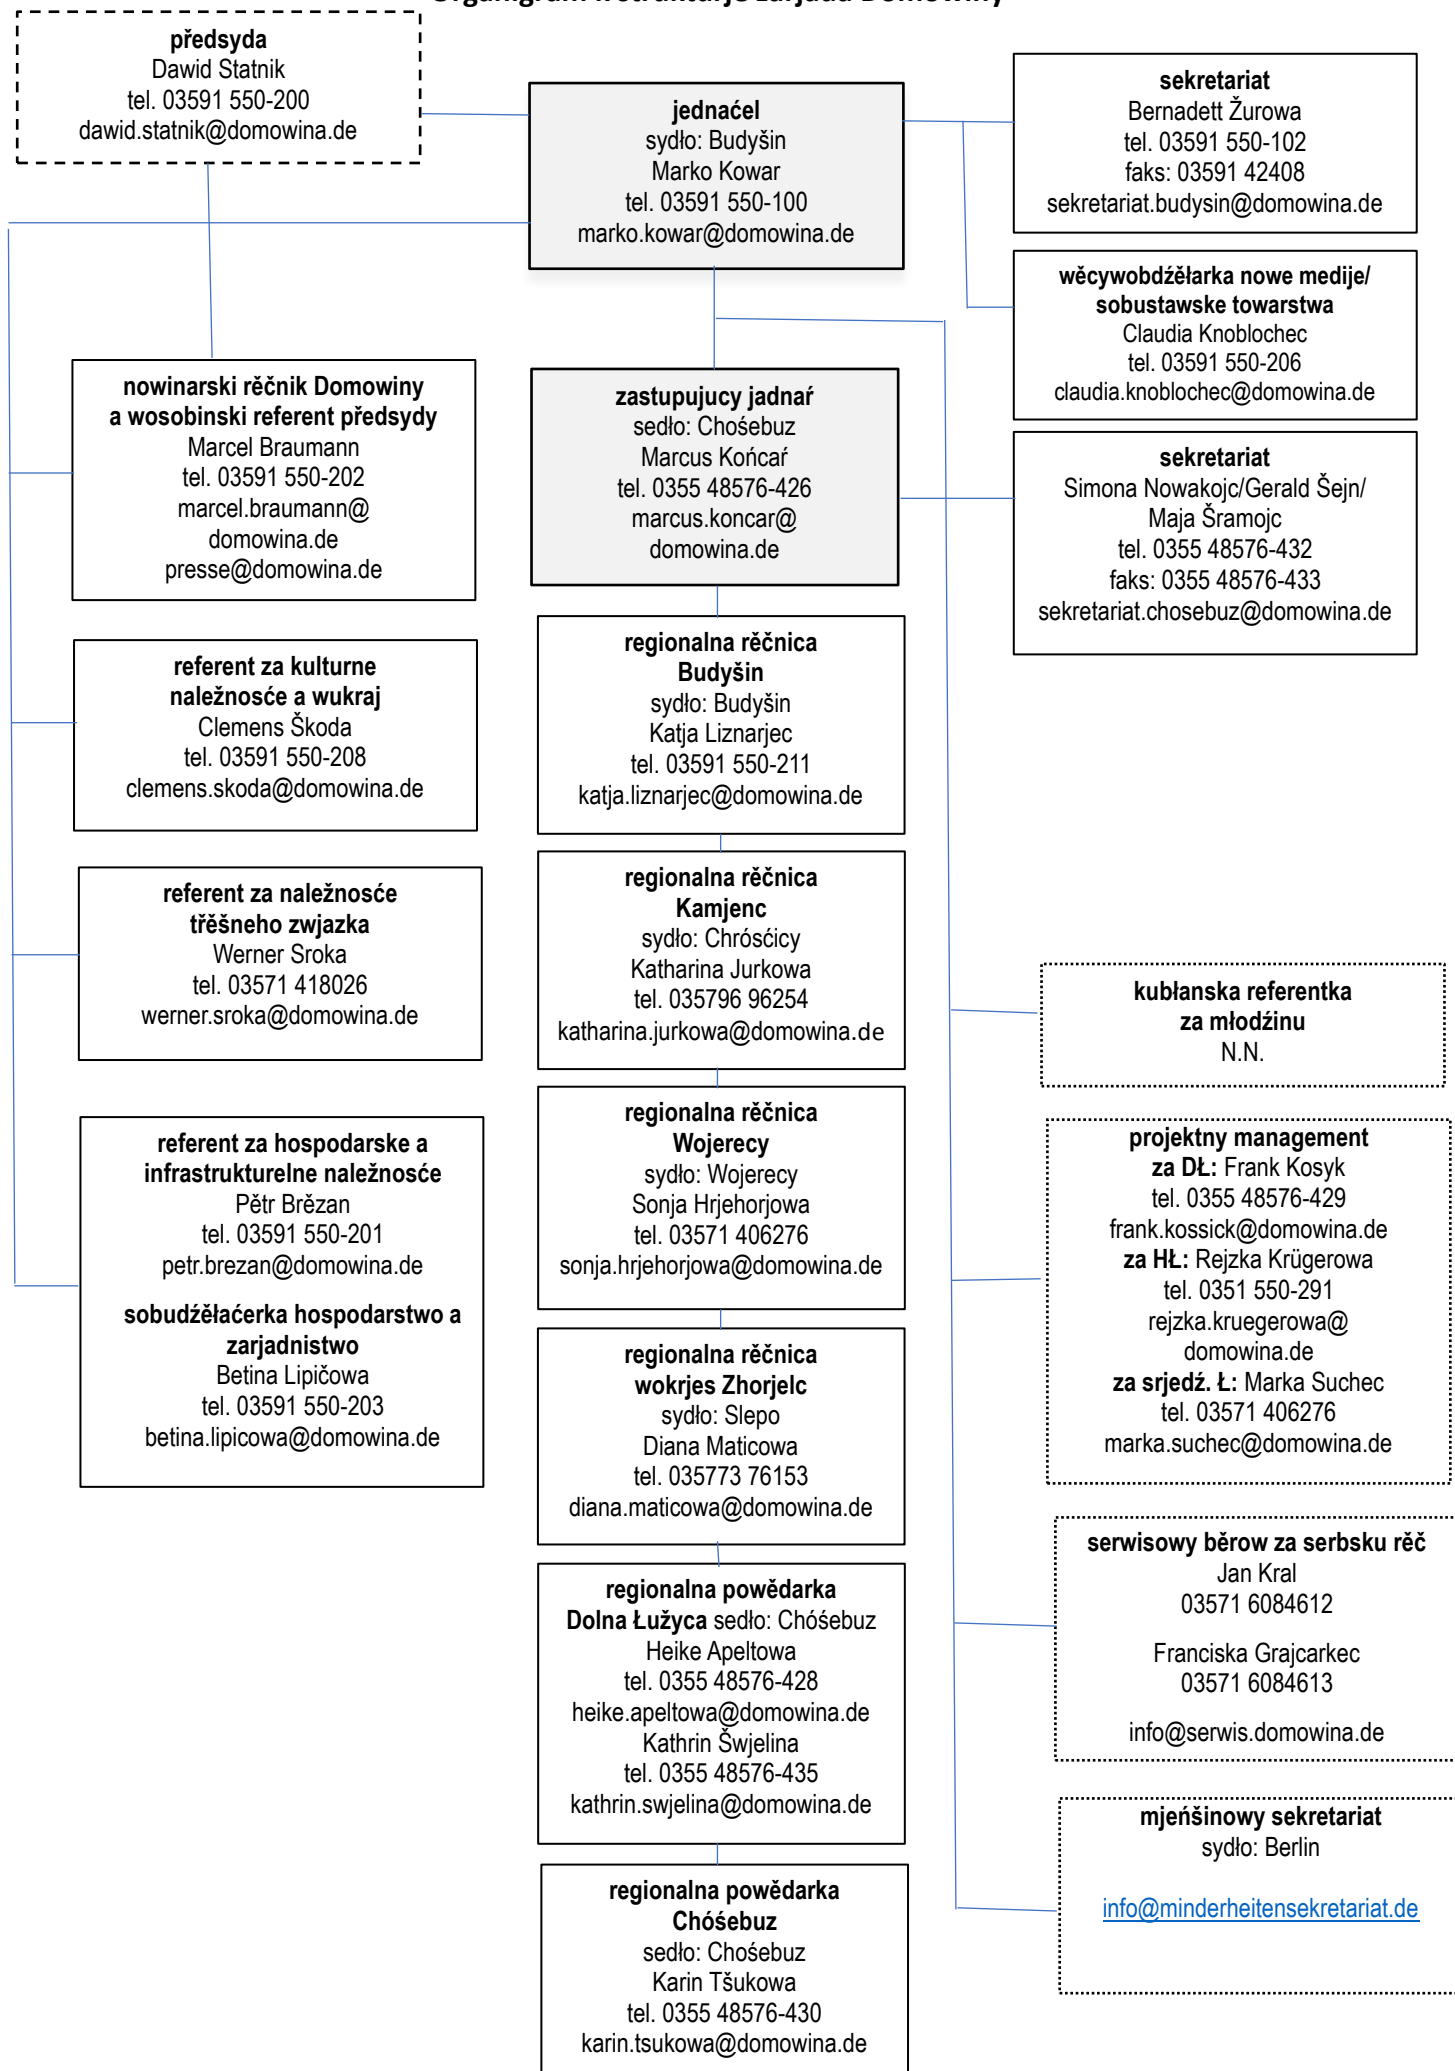 předsyda
Dawid Statnik
tel. 03591 550-200
dawid.statnik@domowina.de
jednaćel
sydło: Budyšin
Marko Kowar
tel. 03591 550-100
marko.kowar@domowina.de
sekretariat
Bernadett Žurowa
tel. 03591 550-102
faks: 03591 42408
sekretariat.budysin@domowina.de
wěcywobdźěłarka nowe medije/
sobustawske towarstwa
Claudia Knoblochec
tel. 03591 550-206
claudia.knoblochec@domowina.de
nowinarski rěčnik Domowiny
a wosobinski referent předsydy
Marcel Braumann
tel. 03591 550-202
marcel.braumann@
domowina.de
presse@domowina.de
zastupujucy jadnaŕ
sedło: Chośebuz
Marcus Końcaŕ
tel. 0355 48576-426
marcus.koncar@
domowina.de
sekretariat
Simona Nowakojc/Gerald Šejn/
Maja Šramojc
tel. 0355 48576-432
faks: 0355 48576-433
sekretariat.chosebuz@domowina.de
referent za kulturne
naležnosće a wukraj
Clemens Škoda
tel. 03591 550-208
clemens.skoda@domowina.de
regionalna rěčnica
Budyšin
sydło: Budyšin
Katja Liznarjec
tel. 03591 550-211
katja.liznarjec@domowina.de
referent za naležnosće
třěšneho zwjazka
Werner Sroka
tel. 03571 418026
werner.sroka@domowina.de
regionalna rěčnica
Kamjenc
sydło: Chrósćicy
Katharina Jurkowa
tel. 035796 96254
katharina.jurkowa@domowina.de
kubłanska referentka
za młodźinu
N.N.
referent za hospodarske a
infrastrukturelne naležnosće
Pětr Brězan
tel. 03591 550-201
petr.brezan@domowina.de
sobudźěłaćerka hospodarstwo a
zarjadnistwo
Betina Lipičowa
tel. 03591 550-203
betina.lipicowa@domowina.de
regionalna rěčnica
Wojerecy
sydło: Wojerecy
Sonja Hrjehorjowa
tel. 03571 406276
sonja.hrjehorjowa@domowina.de
projektny management
za DŁ: Frank Kosyk
tel. 0355 48576-429
frank.kossick@domowina.de
za HŁ: Rejzka Krügerowa
tel. 0351 550-291
rejzka.kruegerowa@
domowina.de
za srjedź. Ł: Marka Suchec
tel. 03571 406276
marka.suchec@domowina.de
regionalna rěčnica
wokrjes Zhorjelc
sydło: Slepo
Diana Maticowa
tel. 035773 76153
diana.maticowa@domowina.de
serwisowy běrow za serbsku rěč
Jan Kral
03571 6084612
Franciska Grajcarkec
03571 6084613
info@serwis.domowina.de
regionalna powědarka
Dolna Łužyca sedło: Chóśebuz
Heike Apeltowa
tel. 0355 48576-428
heike.apeltowa@domowina.de
Kathrin Šwjelina
tel. 0355 48576-435
kathrin.swjelina@domowina.de
mjeńšinowy sekretariat
sydło: Berlin
info@minderheitensekretariat.de
regionalna powědarka
Chóśebuz
sedło: Chośebuz
Karin Tšukowa
tel. 0355 48576-430
karin.tsukowa@domowina.de